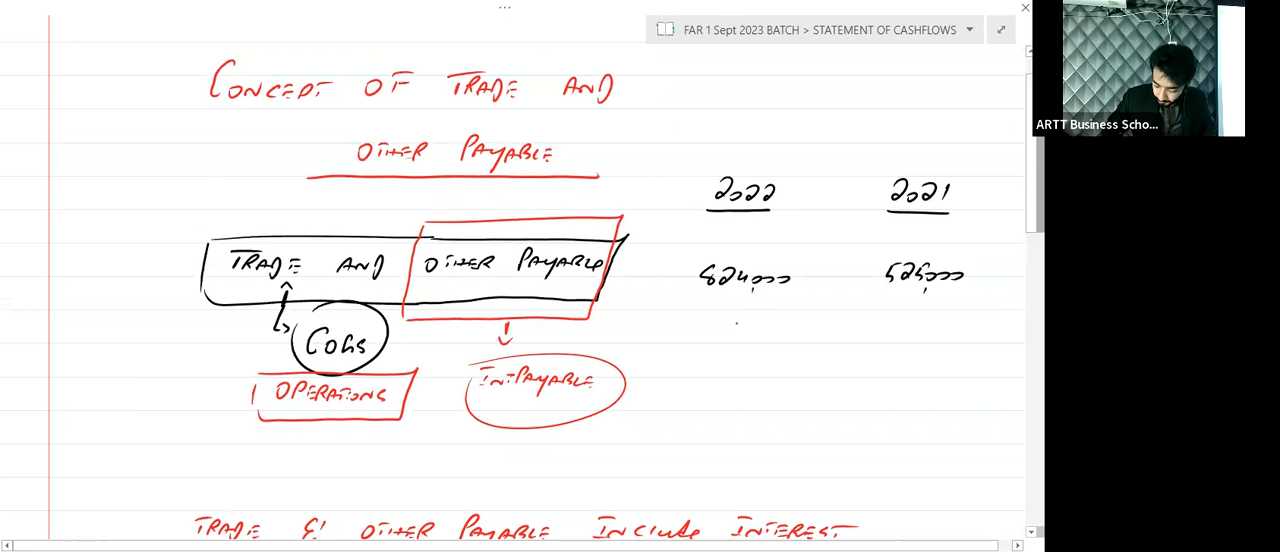 FAR 1 Sept 2023 BATCH > STATEMENT OF CASHFLOWS
ARTT Business Scho...
CONCEPT OF TRADE AND
OTHER PAYABLE
2022 2021
TRADE AND OTHER PAYABLE 824,000 525,000
COGS
OPERATIONS
INT-PAYABLE
TRADE & OTHER PAYABLE INCLUDE INTEREST